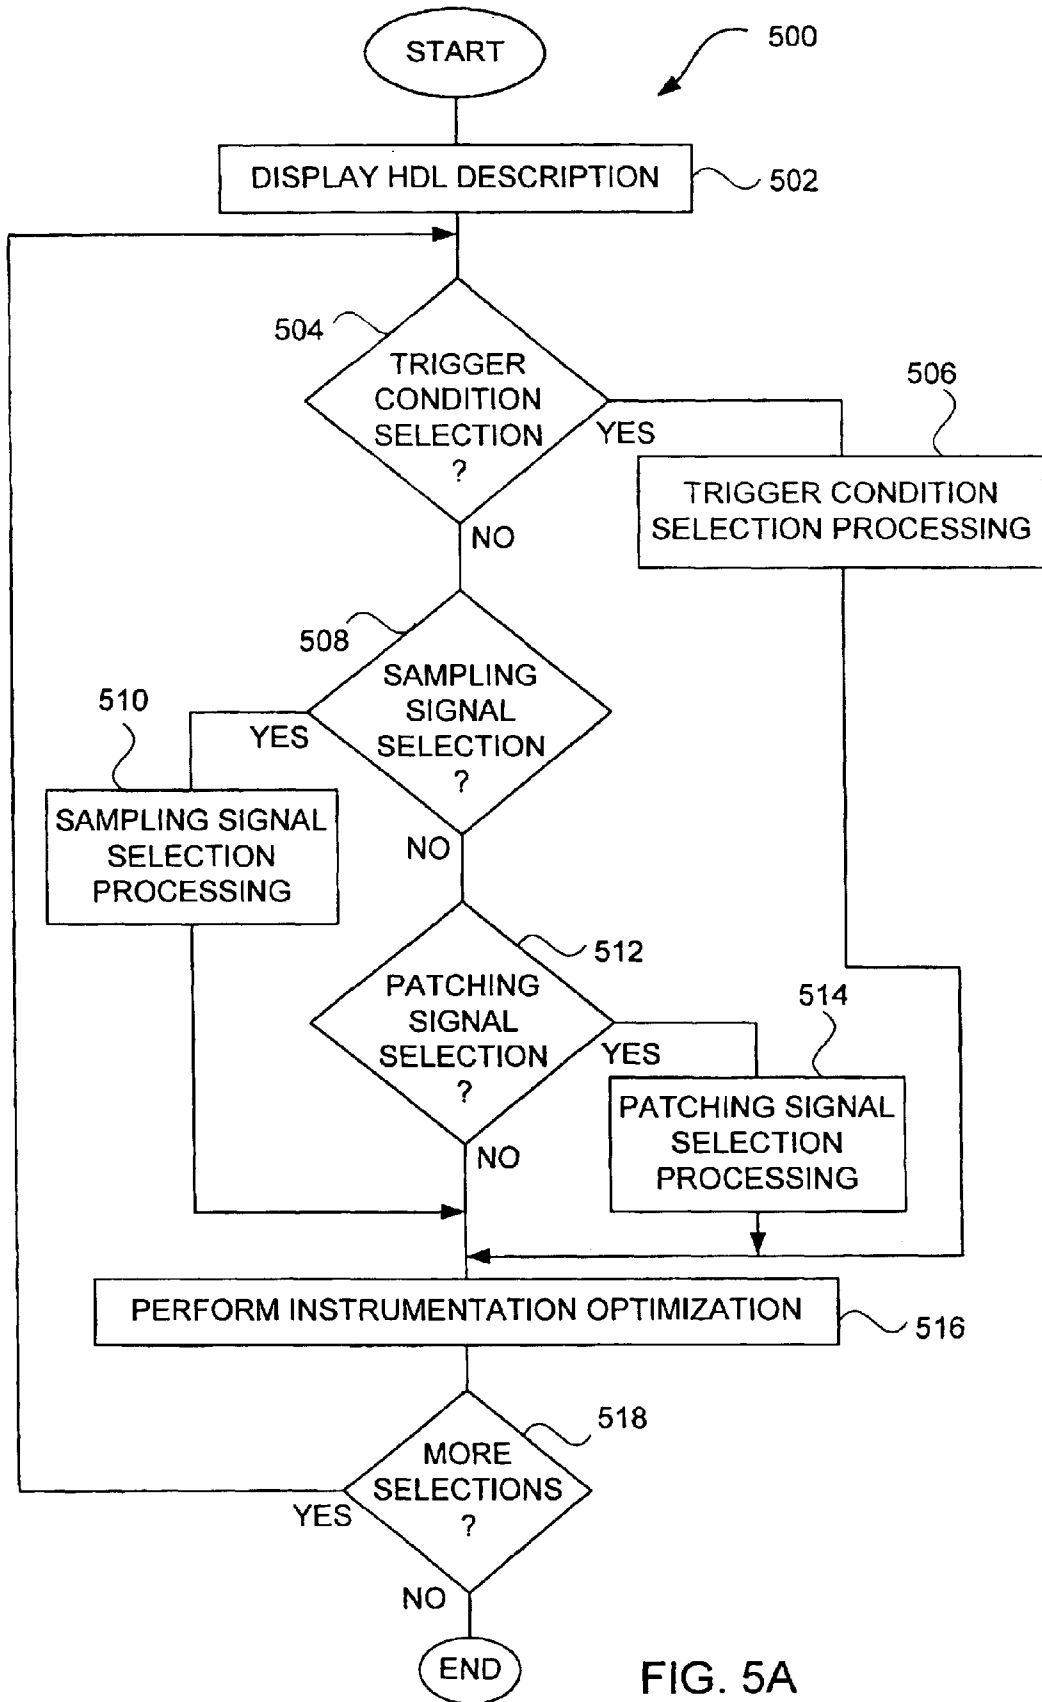 START
500
DISPLAY HDL DESCRIPTION
502
504
TRIGGER
CONDITION
SELECTION
?
YES
NO
506
TRIGGER CONDITION
SELECTION PROCESSING
508
SAMPLING
SIGNAL
SELECTION
?
YES
NO
510
SAMPLING SIGNAL
SELECTION
PROCESSING
512
PATCHING
SIGNAL
SELECTION
?
YES
NO
514
PATCHING SIGNAL
SELECTION
PROCESSING
PERFORM INSTRUMENTATION OPTIMIZATION
516
518
MORE
SELECTIONS
?
YES
NO
END
FIG. 5A